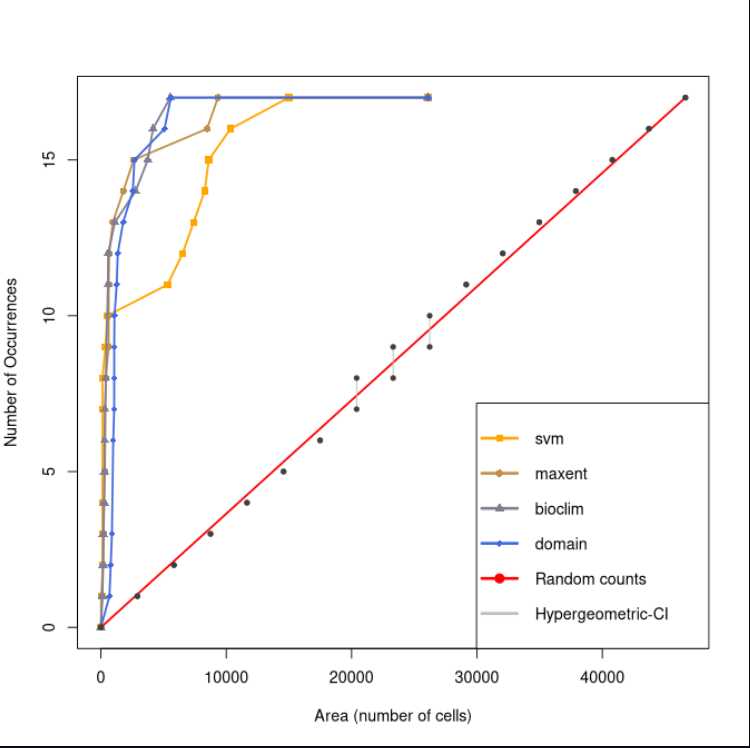 15
10
5
0
Number of Occurrences
svm
maxent
bioclim
domain
Random counts
Hypergeometric-CI
0 10000 20000 30000 40000
Area (number of cells)